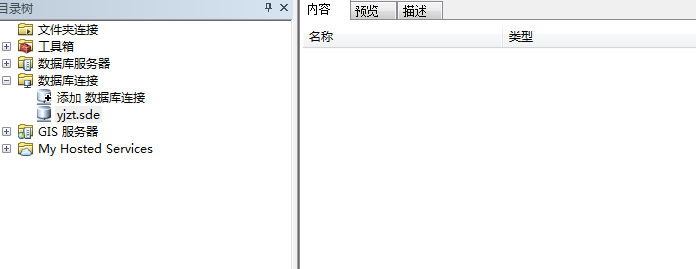 目录树
文件夹连接
工具箱
数据库服务器
数据库连接
添加 数据库连接
yjzt.sde
GIS 服务器
My Hosted Services
内容 预览 描述
名称 类型